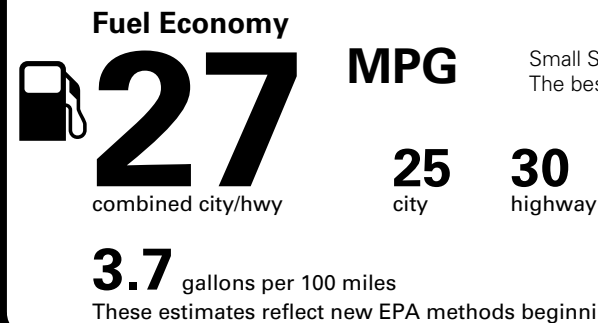 Fuel Economy
27 MPG
Small S
The bes
25 30
combined city/hwy city highway
3.7 gallons per 100 miles
These estimates reflect new EPA methods beginni